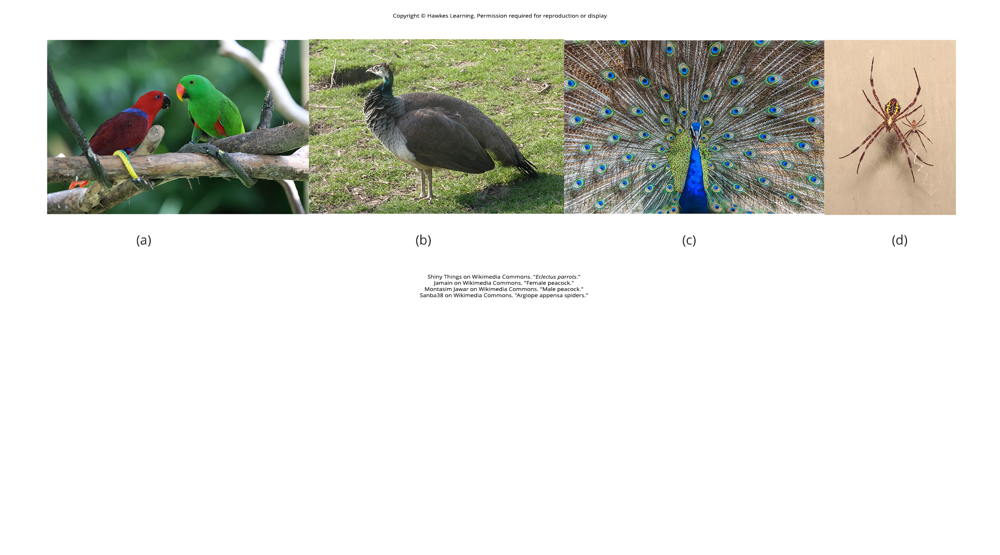 Copyright © Hawkes Learning. Permission required for reproduction or display
(a)
(b)
(c)
(d)
Shiny Things on Wikimedia Commons. "Eclectus parrots."
Jamain on Wikimedia Commons. "Female peacock."
Montasim Jawar on Wikimedia Commons. "Male peacock."
Sanba38 on Wikimedia Commons. "Argiope appensa spiders."